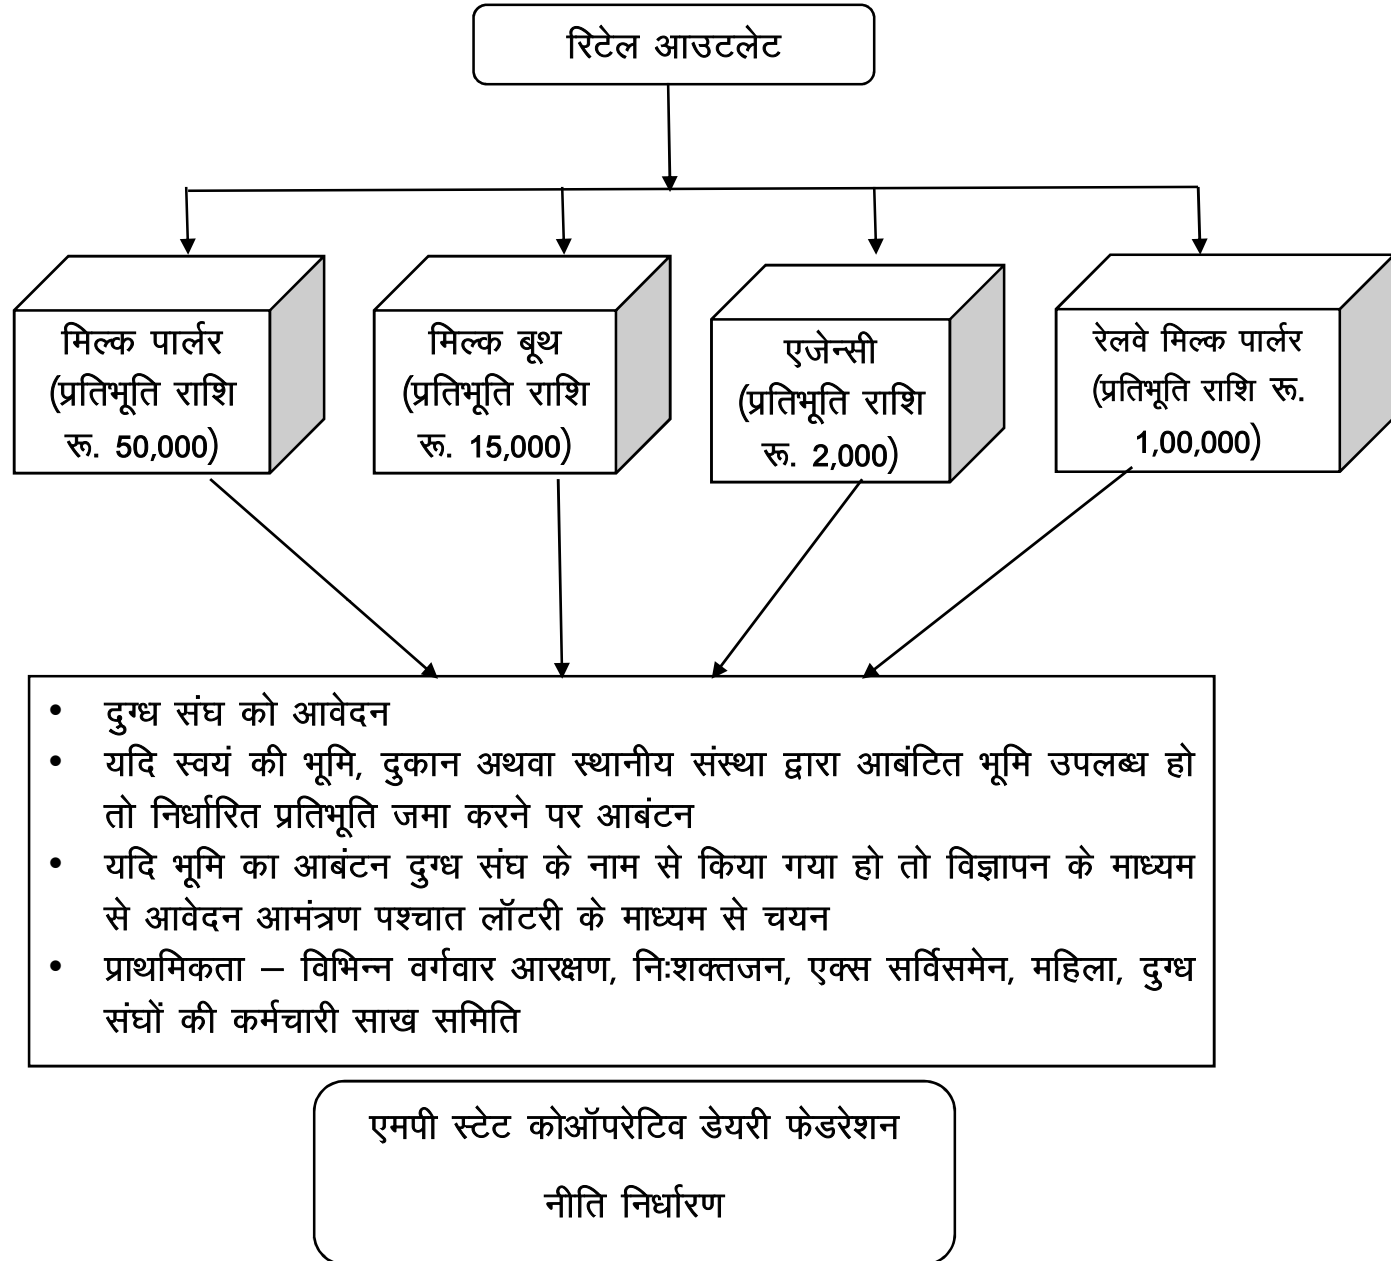 रिटेल आउटलेट
मिल्क पार्लर
(प्रतिभूति राशि
रू. 50,000)
मिल्क बूथ
(प्रतिभूति राशि
रू. 15,000)
एजेन्सी
(प्रतिभूति राशि
रू. 2,000)
रेलवे मिल्क पार्लर
(प्रतिभूति राशि रू.
1,00,000)
• दुग्ध संघ को आवेदन
• यदि स्वयं की भूमि, दुकान अथवा स्थानीय संस्था द्वारा आबंटित भूमि उपलब्ध हो
तो निर्धारित प्रतिभूति जमा करने पर आबंटन
• यदि भूमि का आबंटन दुग्ध संघ के नाम से किया गया हो तो विज्ञापन के माध्यम
से आवेदन आमंत्रण पश्चात लॉटरी के माध्यम से चयन
• प्राथमिकता – विभिन्न वर्गवार आरक्षण, निःशक्तजन, एक्स सर्विसमेन, महिला, दुग्ध
संघों की कर्मचारी साख समिति
एमपी स्टेट कोऑपरेटिव डेयरी फेडरेशन
नीति निर्धारण